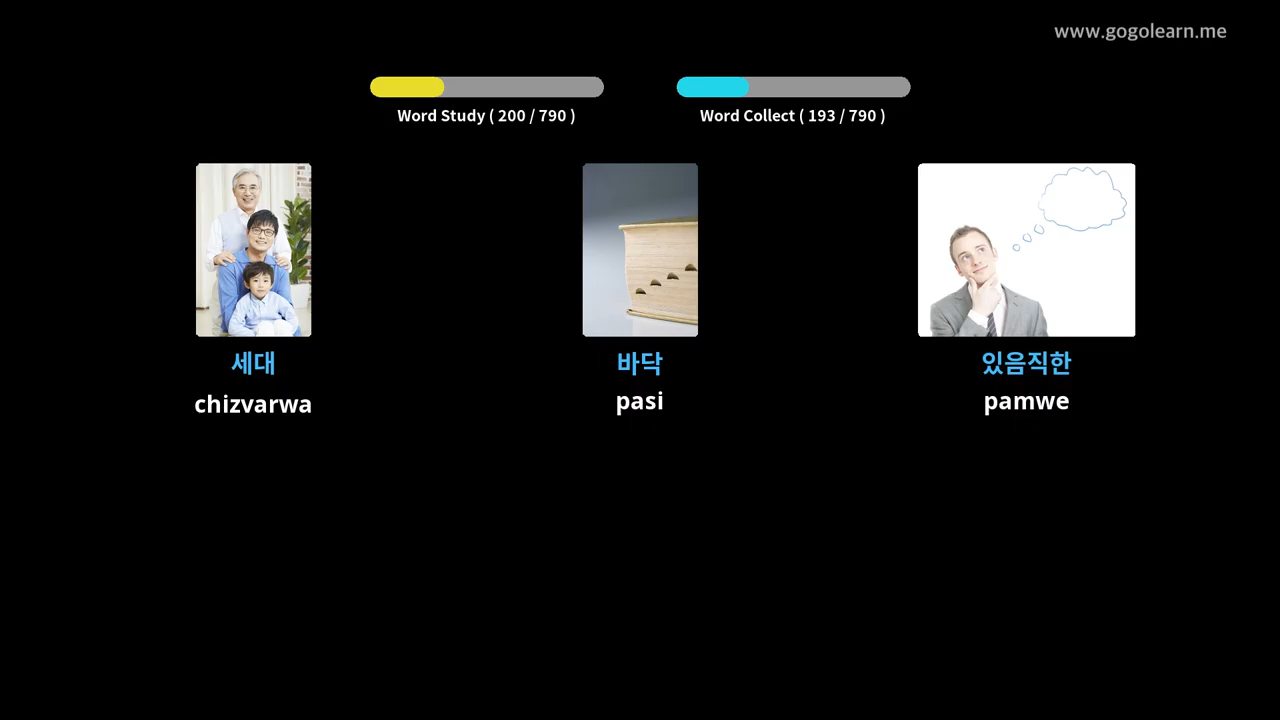 www.gogolearn.me
Word Study ( 200 / 790 )
Word Collect ( 193 / 790 )
세대
바닥
있음직한
chizvarwa
pasi
pamwe